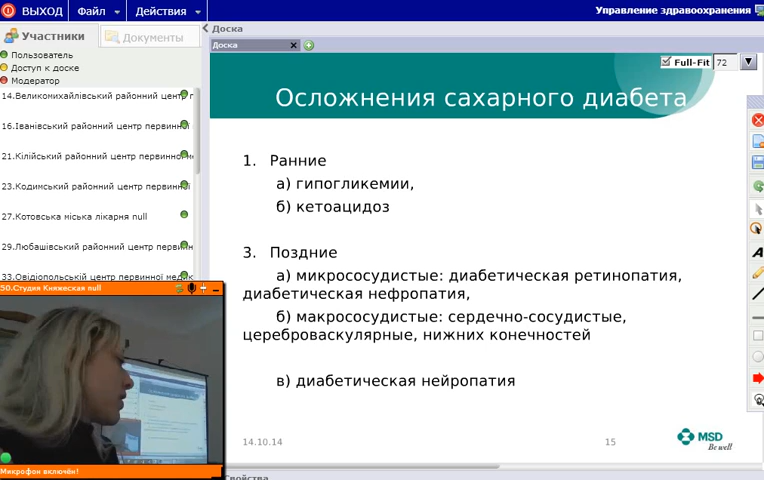 ВЫХОД
Файл
Действия
Управление здравоохранения
Участники
Документы
Пользователь
Доступ к доске
Модератор
14.Великомихайлівський районний центр п
16.Іванівський районний центр первинної
21.Кілійський районний центр первинної ме
23.Кодимський районний центр первинної
27.Котовська міська лікарня null
29.Любашівський районний центр первинн
33.Овідіопольській центр первинної медик
50.Студия Княжеская null
Микрофон включён!
Доска
Доска
Full-Fit 72
Осложнения сахарного диабета
1. Ранние
а) гипогликемии,
б) кетоацидоз
3. Поздние
а) микрососудистые: диабетическая ретинопатия,
диабетическая нефропатия,
б) макрососудистые: сердечно-сосудистые,
цереброваскулярные, нижних конечностей
в) диабетическая нейропатия
14.10.14
15
MSD
Be well
Свойства